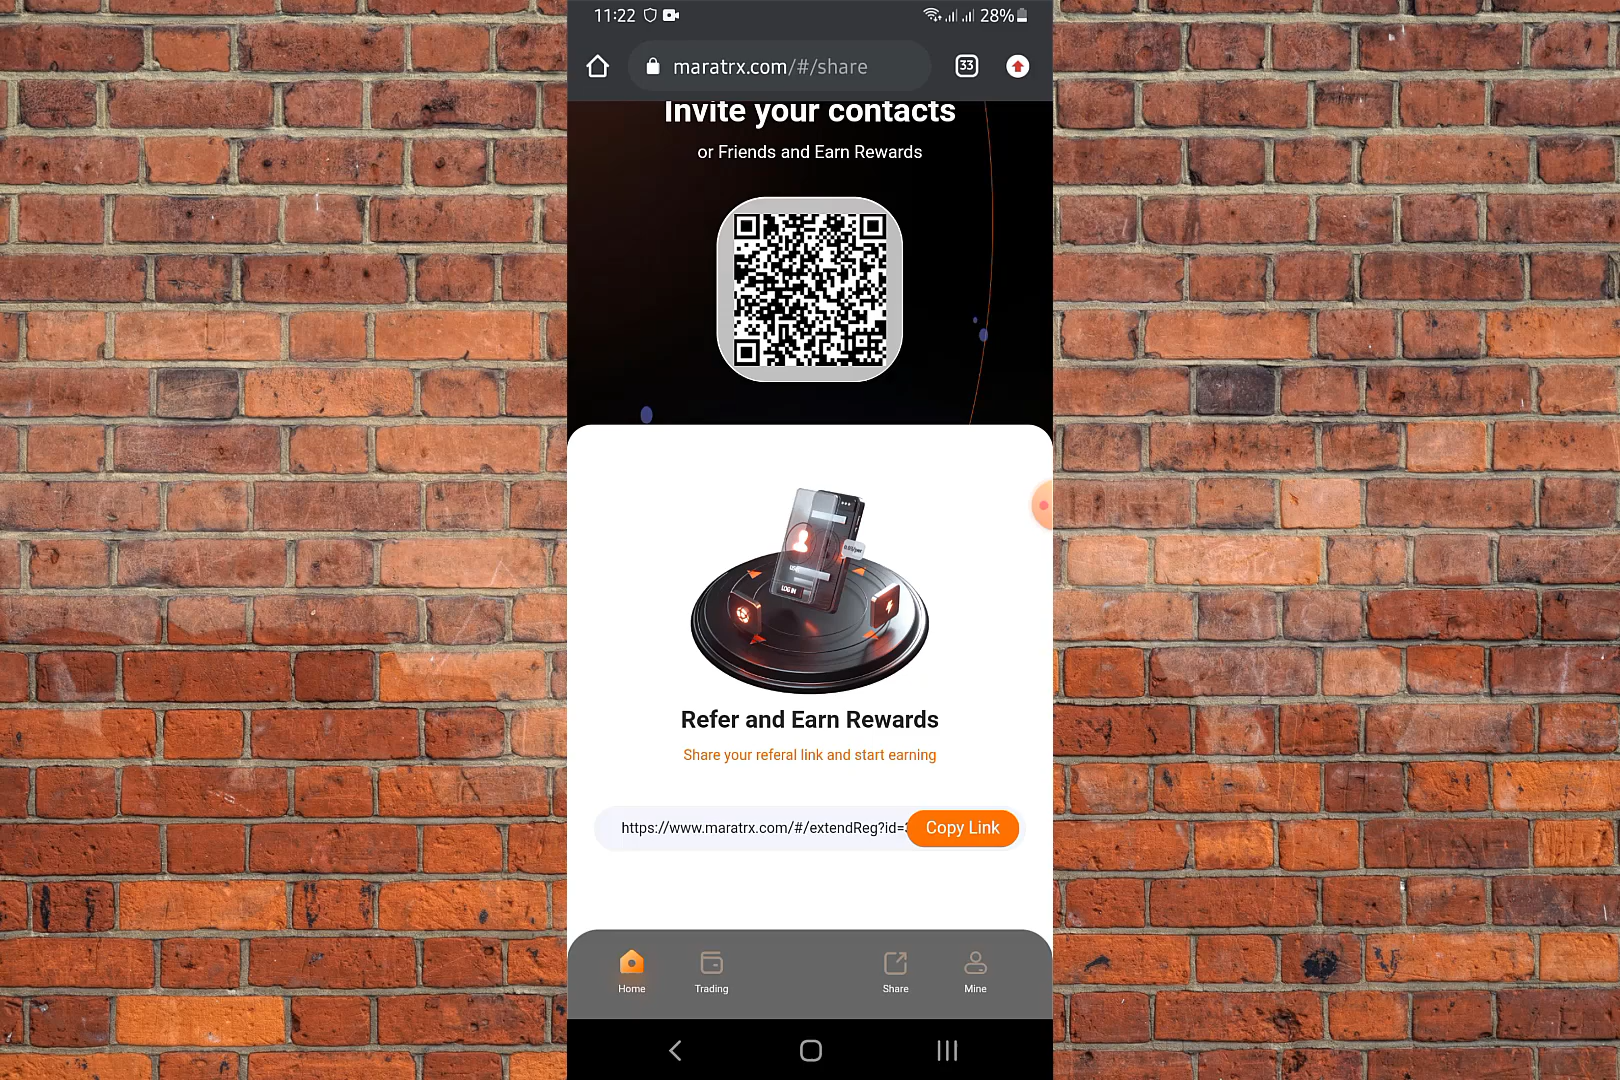 11:22
28%
maratrx.com/#/share
33
Invite your contacts
or Friends and Earn Rewards
LOG IN
Refer and Earn Rewards
Share your referal link and start earning
https://www.maratrx.com/#/extendReg?id=
Copy Link
Home
Trading
Share
Mine